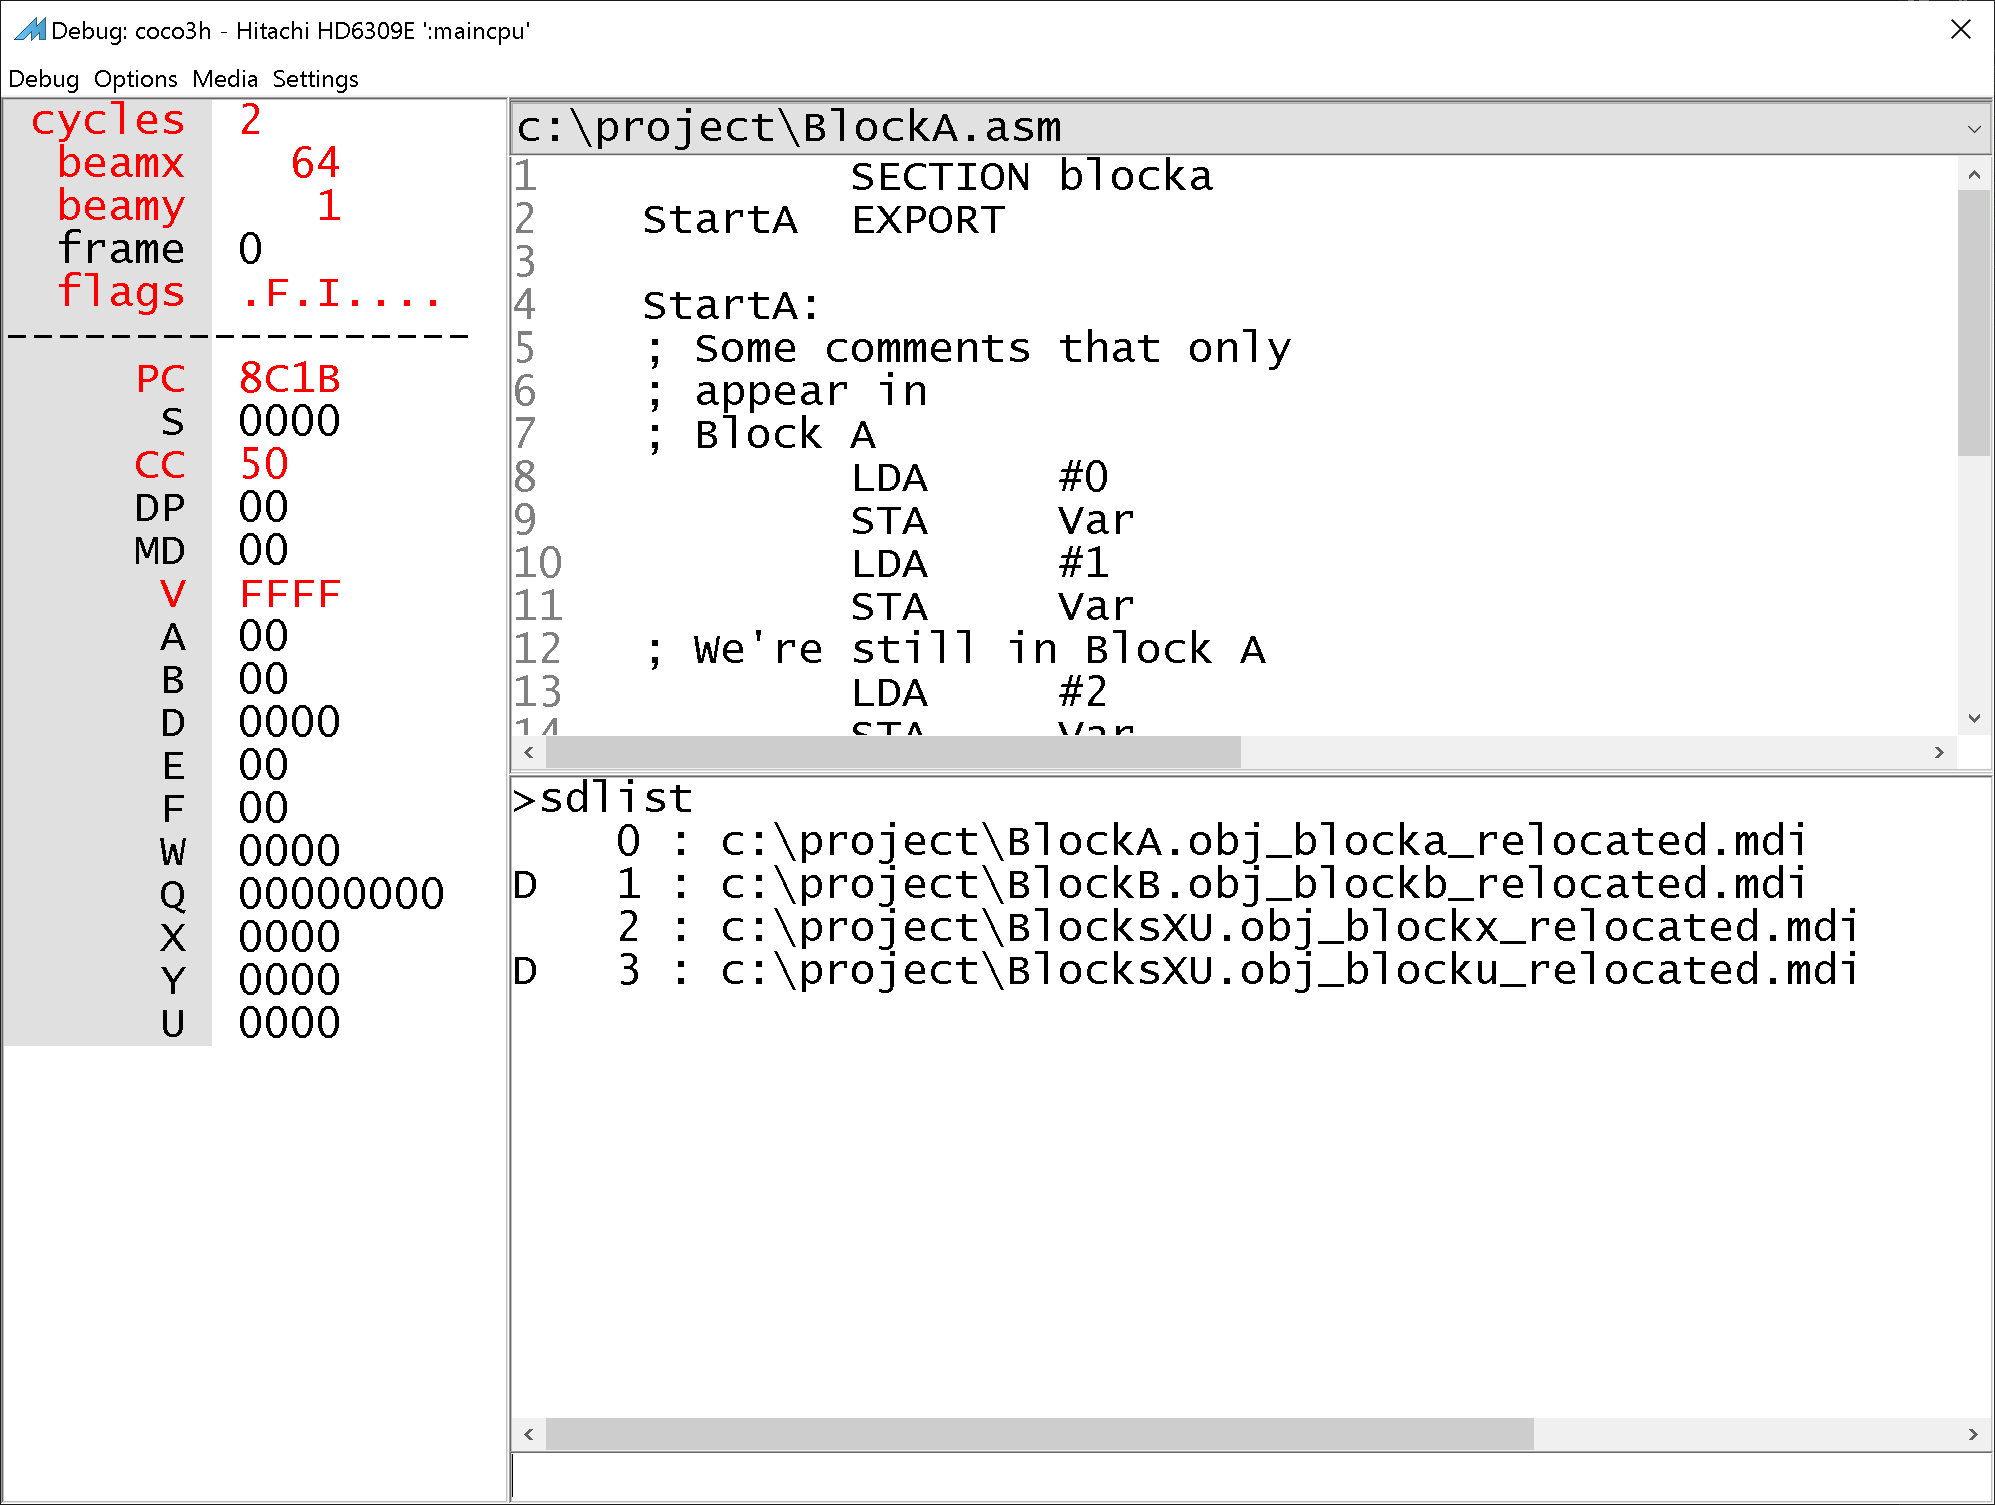 Debug: coco3h - Hitachi HD6309E ':maincpu'
Debug Options Media Settings
cycles 2
beamx 64
beamy 1
frame 0
flags .F.I....
------------------
PC 8C1B
S 0000
CC 50
DP 00
MD 00
V FFFF
A 00
B 00
D 0000
E 00
F 00
W 0000
Q 00000000
X 0000
Y 0000
U 0000
c:\project\BlockA.asm
1 SECTION blocka
2 StartA EXPORT
3
4 StartA:
5 ; Some comments that only
6 ; appear in
7 ; Block A
8 LDA #0
9 STA Var
10 LDA #1
11 STA Var
12 ; We're still in Block A
13 LDA #2
14 STA Var
>sdlist
0 : c:\project\BlockA.obj_blocka_relocated.mdi
D 1 : c:\project\BlockB.obj_blockb_relocated.mdi
2 : c:\project\BlocksXU.obj_blockx_relocated.mdi
D 3 : c:\project\BlocksXU.obj_blocku_relocated.mdi